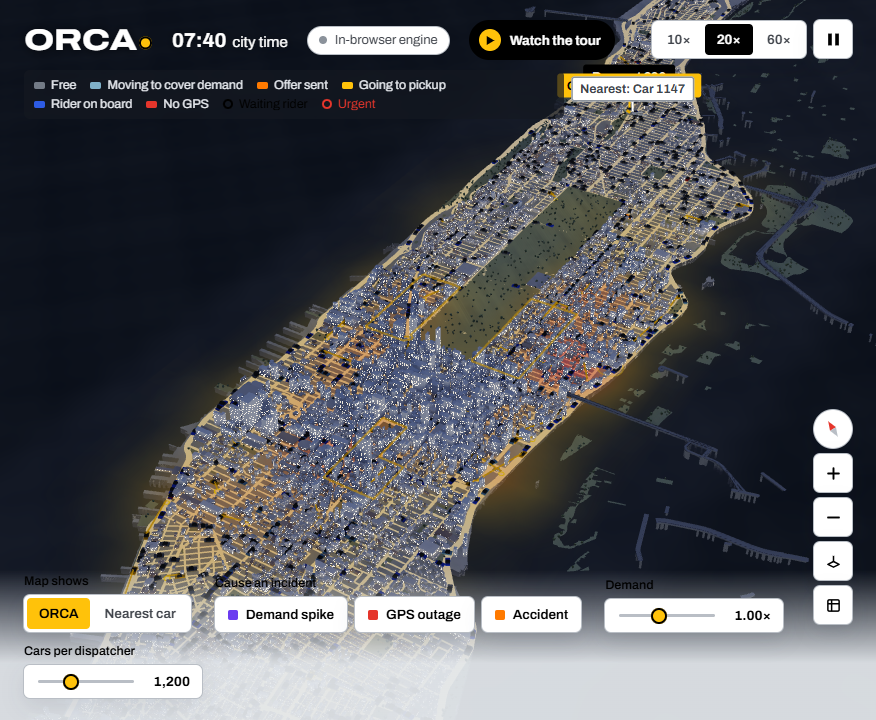 ORCA
07:40 city time
In-browser engine
Watch the tour
10×
20×
60×
Free
Moving to cover demand
Offer sent
Going to pickup
Rider on board
No GPS
Waiting rider
Urgent
Nearest: Car 1147
Map shows
ORCA
Nearest car
Cause an incident
Demand spike
GPS outage
Accident
Demand
1.00×
Cars per dispatcher
1,200